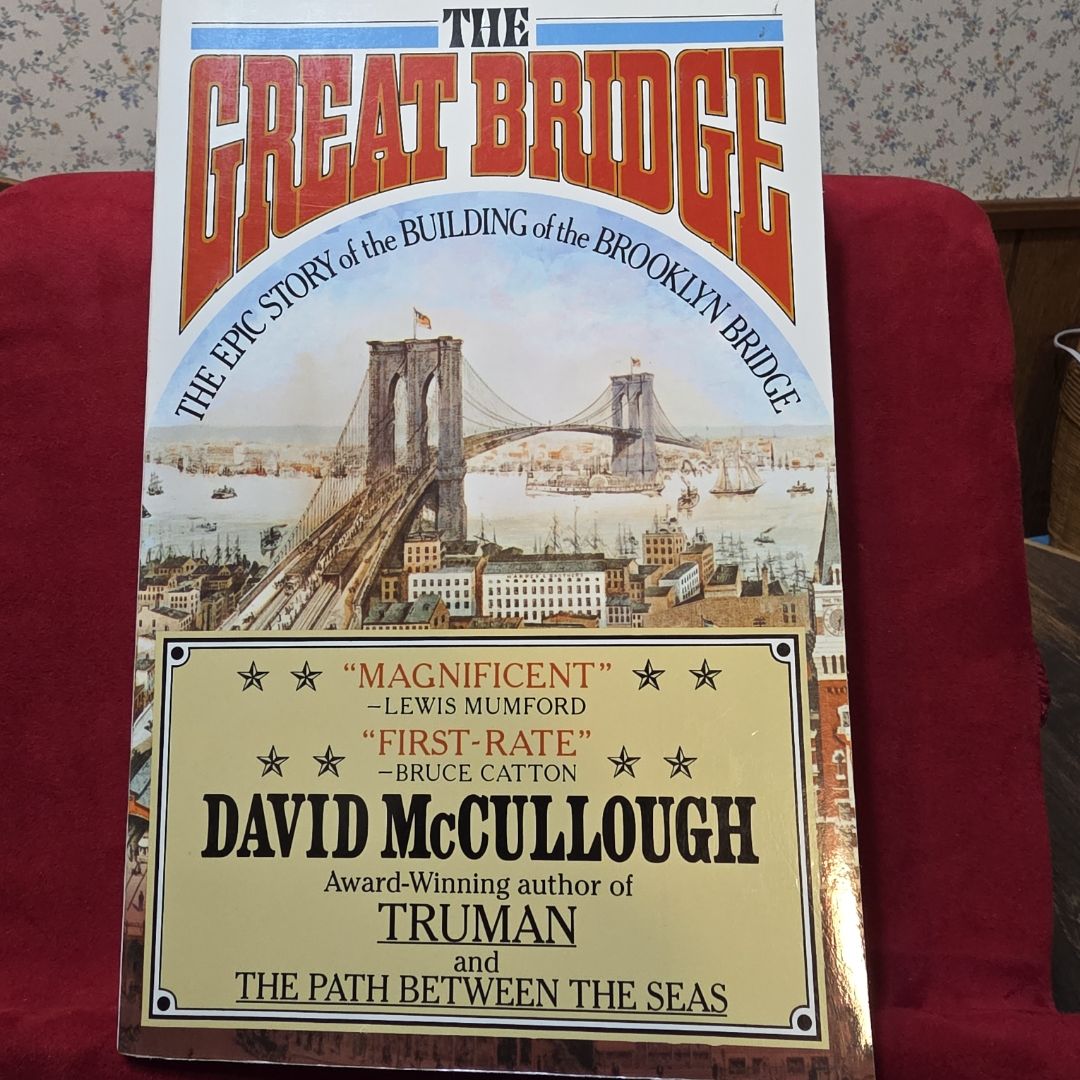 THE
GREAT BRIDGE
THE EPIC STORY of the BUILDING of the BROOKLYN BRIDGE
“MAGNIFICENT”
–LEWIS MUMFORD
“FIRST-RATE”
–BRUCE CATTON
DAVID McCULLOUGH
Award-Winning author of
TRUMAN
and
THE PATH BETWEEN THE SEAS